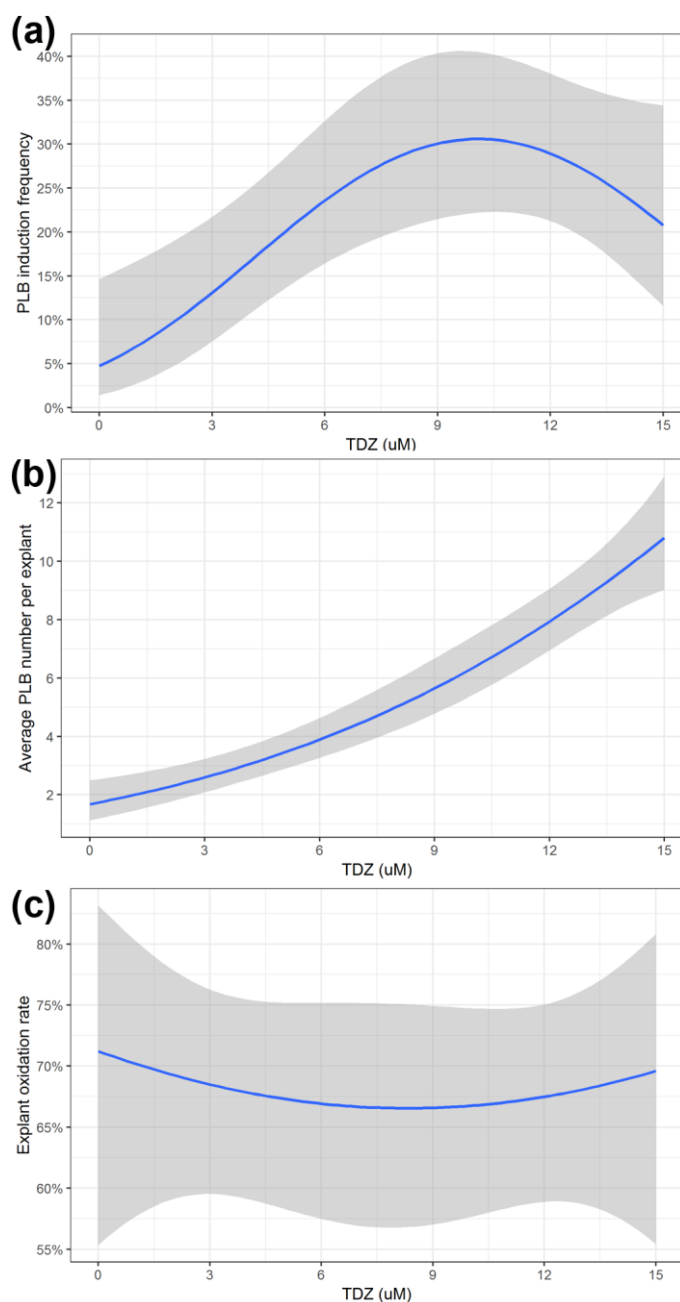 (a)
PLB induction frequency
40%
35%
30%
25%
20%
15%
10%
5%
0%
0 3 6 9 12 15
TDZ (uM)
(b)
Average PLB number per explant
12
10
8
6
4
2
0 3 6 9 12 15
TDZ (uM)
(c)
Explant oxidation rate
80%
75%
70%
65%
60%
55%
0 3 6 9 12 15
TDZ (uM)